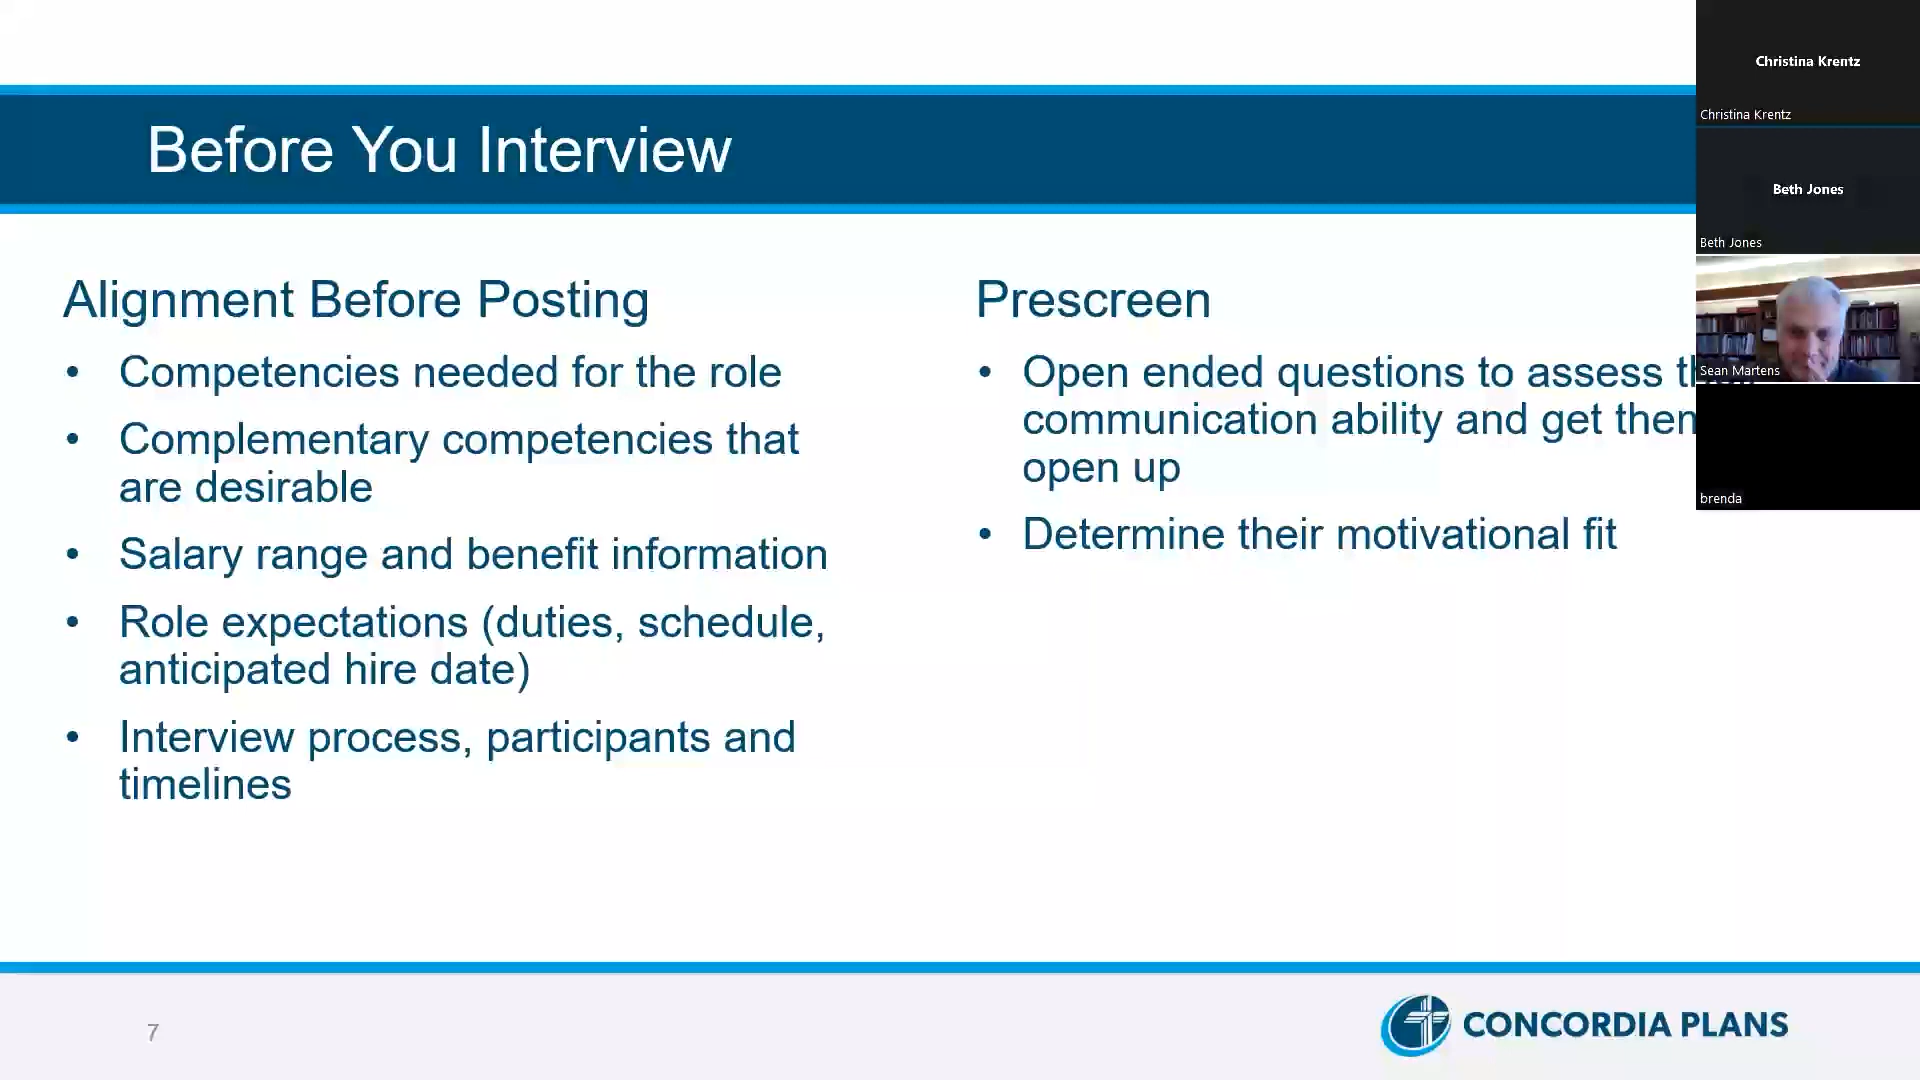 Before You Interview
Alignment Before Posting
• Competencies needed for the role
• Complementary competencies that
are desirable
• Salary range and benefit information
• Role expectations (duties, schedule,
anticipated hire date)
• Interview process, participants and
timelines
Prescreen
• Open ended questions to assess
communication ability and get them
open up
• Determine their motivational fit
Christina Krentz
Christina Krentz
Beth Jones
Beth Jones
Sean Martens
brenda
7
CONCORDIA PLANS